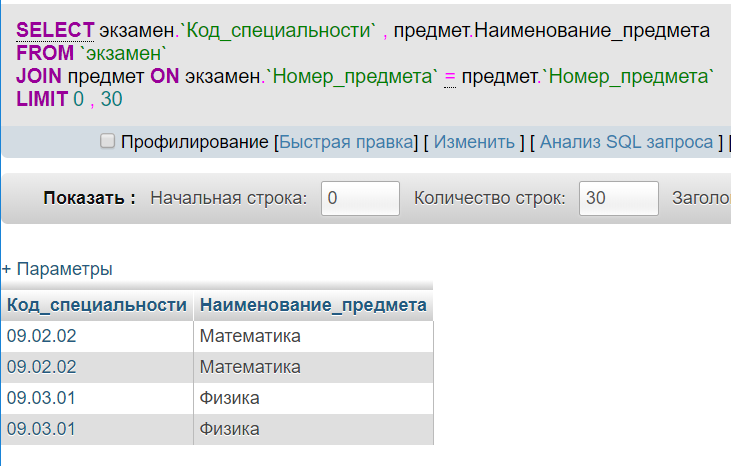 SELECT экзамен.`Код_специальности` , предмет.Наименование_предмета
FROM `экзамен`
JOIN предмет ON экзамен.`Номер_предмета` = предмет.`Номер_предмета`
LIMIT 0 , 30
Профилирование [Быстрая правка] [ Изменить ] [ Анализ SQL запроса ] [
Показать : Начальная строка: 0 Количество строк: 30 Заголо
+ Параметры
Код_специальности Наименование_предмета
09.02.02 Математика
09.02.02 Математика
09.03.01 Физика
09.03.01 Физика